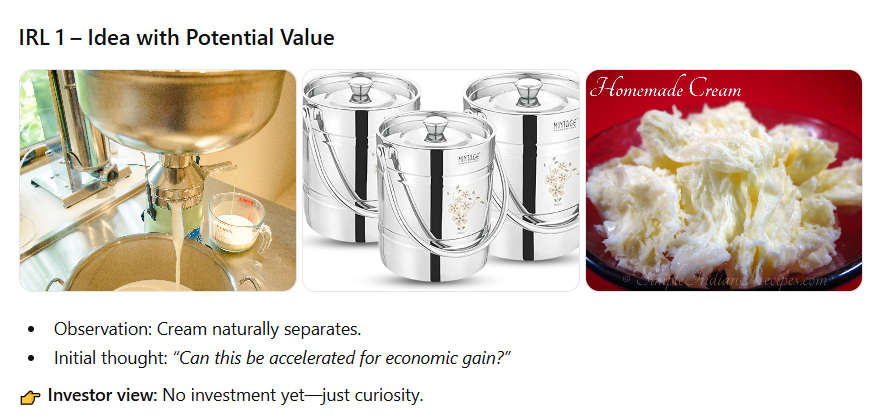 IRL 1 – Idea with Potential Value
Homemade Cream
MINTAGE
MINTAGE
© SimpleIndianRecipes.com
• Observation: Cream naturally separates.
• Initial thought: “Can this be accelerated for economic gain?”
👉 Investor view: No investment yet—just curiosity.